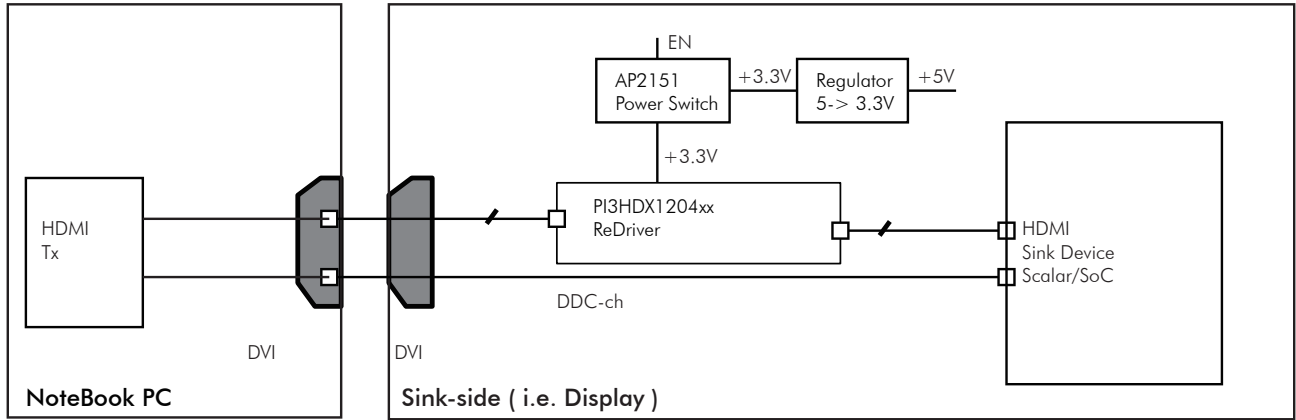 EN
AP2151
Power Switch
+3.3V
Regulator
5-> 3.3V
+5V
+3.3V
HDMI
Tx
PI3HDX1204xx
ReDriver
HDMI
Sink Device
Scalar/SoC
DDC-ch
DVI
DVI
NoteBook PC
Sink-side ( i.e. Display )